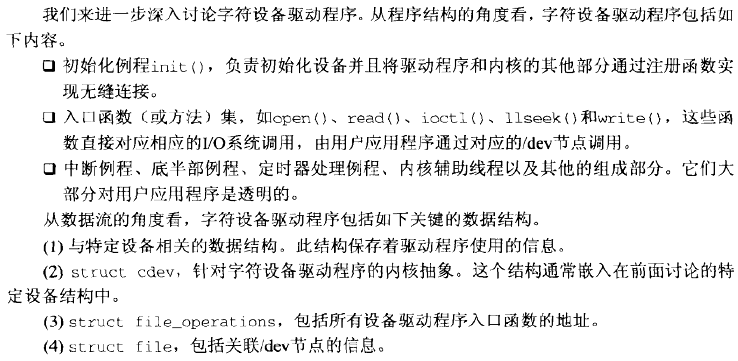 我们来进一步深入讨论字符设备驱动程序。从程序结构的角度看，字符设备驱动程序包括如
下内容。
❑ 初始化例程init()，负责初始化设备并且将驱动程序和内核的其他部分通过注册函数实
现无缝连接。
❑ 入口函数（或方法）集，如open()、read()、ioctl()、llseek()和write()，这些函
数直接对应相应的I/O系统调用，由用户应用程序通过对应的/dev节点调用。
❑ 中断例程、底半部例程、定时器处理例程、内核辅助线程以及其他的组成部分。它们大
部分对用户应用程序是透明的。
从数据流的角度看，字符设备驱动程序包括如下关键的数据结构。
(1) 与特定设备相关的数据结构。此结构保存着驱动程序使用的信息。
(2) struct cdev，针对字符设备驱动程序的内核抽象。这个结构通常嵌入在前面讨论的特
定设备结构中。
(3) struct file_operations，包括所有设备驱动程序入口函数的地址。
(4) struct file，包括关联/dev节点的信息。